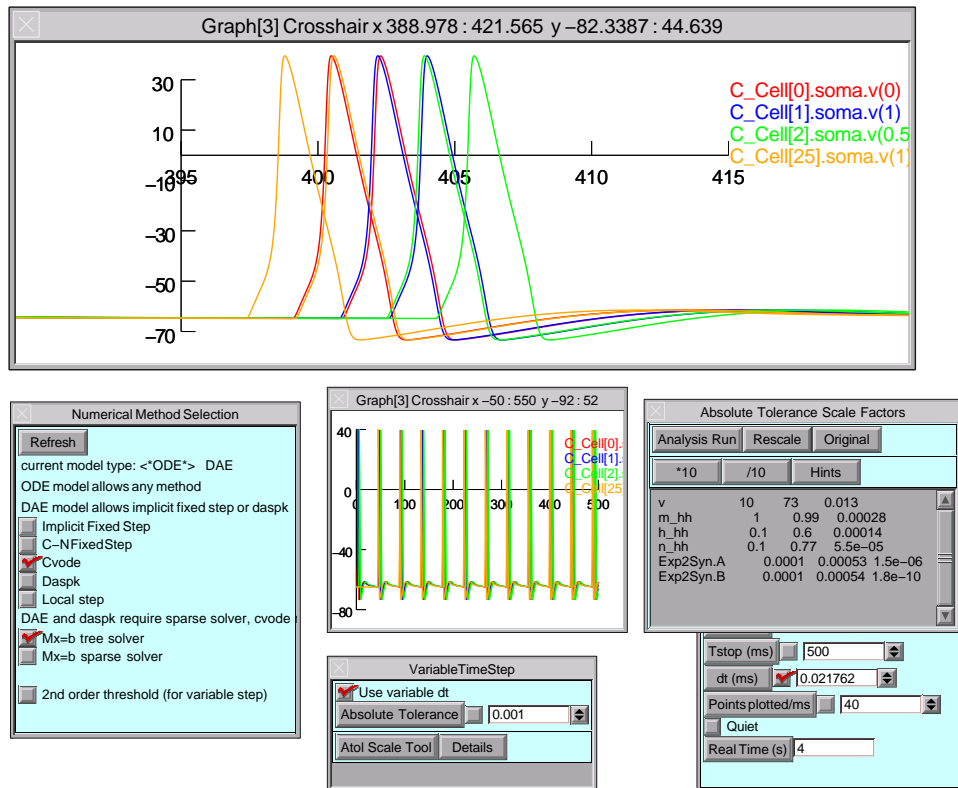 Graph[3] Crosshair x 388.978 : 421.565 y −82.3387 : 44.639
30
C_Cell[0].soma.v(0)
C_Cell[1].soma.v(1)
10
C_Cell[2].soma.v(0.5
C_Cell[25].soma.v(1)
395 400 405 410 415
−10
−30
−50
−70
Numerical Method Selection
Refresh
current model type: <*ODE*> DAE
ODE model allows any method
DAE model allows implicit fixed step or daspk
Implicit Fixed Step
C−N Fixed Step
Cvode
Daspk
Local step
DAE and daspk require sparse solver, cvode
Mx=b tree solver
Mx=b sparse solver
2nd order threshold (for variable step)
Graph[3] Crosshair x −50 : 550 y −92 : 52
40
C_Cell[0].
C_Cell[1].
C_Cell[2].
C_Cell[25]
0
0 100 200 300 400 500
−40
−80
VariableTimeStep
Use variable dt
Absolute Tolerance 0.001
Atol Scale Tool Details
Absolute Tolerance Scale Factors
Analysis Run Rescale Original
*10 /10 Hints
v 10 73 0.013
m_hh 1 0.99 0.00028
h_hh 0.1 0.6 0.00014
n_hh 0.1 0.77 5.5e−05
Exp2Syn.A 0.0001 0.00053 1.5e−06
Exp2Syn.B 0.0001 0.00054 1.8e−10
Tstop (ms) 500
dt (ms) 0.021762
Points plotted/ms 40
Quiet
Real Time (s) 4